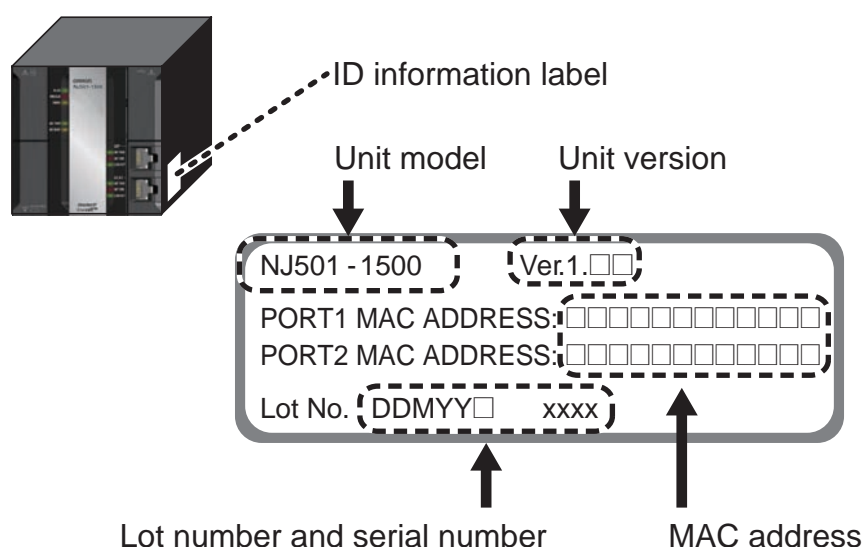 ID information label
Unit model
Unit version
NJ501-1500
Ver.1.□□
PORT1 MAC ADDRESS: □□□□□□□□□□□□
PORT2 MAC ADDRESS: □□□□□□□□□□□□
Lot No. DDMYY□ xxxx
Lot number and serial number
MAC address